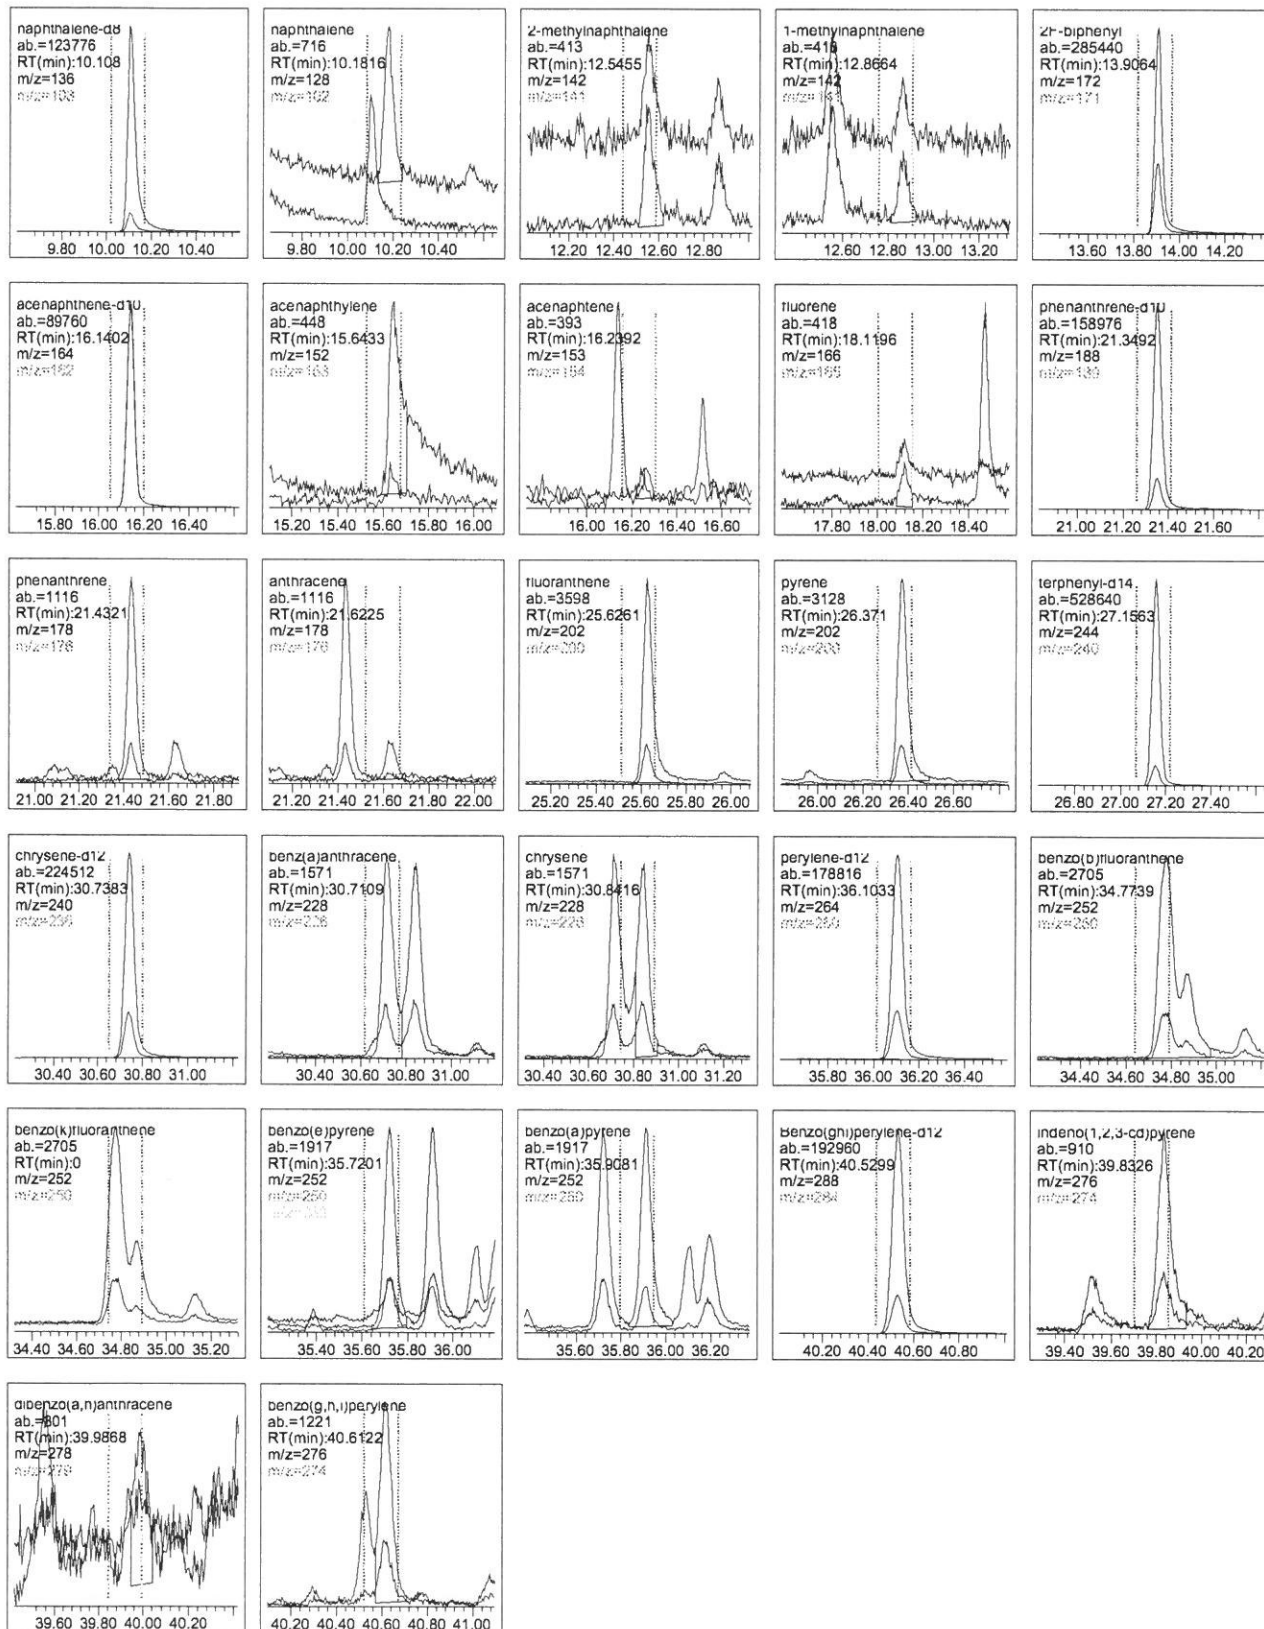 naphthalene-d8
ab.=123776
RT(min):10.108
m/z=136
9.80 10.00 10.20 10.40
naphthalene
ab.=716
RT(min):10.1816
m/z=128
m/z=102
9.80 10.00 10.20 10.40
2-methylnaphthalene
ab.=413
RT(min):12.5455
m/z=142
m/z=141
12.20 12.40 12.60 12.80
1-methylnaphthalene
RT(min):12.8664
m/z=142
12.60 12.80 13.00 13.20
2F-biphenyl
ab.=285440
RT(min):13.9064
m/z=172
m/z=171
13.60 13.80 14.00 14.20
acenaphthene-d10
ab.=89760
RT(min):16.1402
m/z=164
m/z=162
15.80 16.00 16.20 16.40
acenaphthylene
ab.=448
RT(min):15.6433
m/z=152
15.20 15.40 15.60 15.80 16.00
acenaphtene
ab.=393
RT(min):16.2392
m/z=153
m/z=154
16.00 16.20 16.40 16.60
fluorene
ab.=418
RT(min):18.1196
m/z=166
m/z=165
17.80 18.00 18.20 18.40
phenanthrene-d10
ab.=158976
RT(min):21.3492
m/z=188
21.00 21.20 21.40 21.60
phenanthrene
ab.=1116
RT(min):21.4321
m/z=178
m/z=176
21.00 21.20 21.40 21.60 21.80
anthracene
ab.=1116
RT(min):21.6225
m/z=178
m/z=176
21.20 21.40 21.60 21.80 22.00
fluoranthene
ab.=3598
RT(min):25.6261
m/z=202
m/z=200
25.20 25.40 25.60 25.80 26.00
pyrene
ab.=3128
RT(min):26.371
m/z=202
m/z=200
26.00 26.20 26.40 26.60
terphenyl-d14
ab.=528640
RT(min):27.1563
m/z=244
m/z=240
26.80 27.00 27.20 27.40
chrysene-d12
ab.=224512
RT(min):30.7383
m/z=240
m/z=236
30.40 30.60 30.80 31.00
benz(a)anthracene
ab.=1571
RT(min):30.7109
m/z=228
m/z=226
30.40 30.60 30.80 31.00
chrysene
ab.=1571
RT(min):30.8416
m/z=228
m/z=226
30.40 30.60 30.80 31.00 31.20
perylene-d12
ab.=178816
RT(min):36.1033
m/z=264
m/z=260
35.80 36.00 36.20 36.40
benzo(b)fluoranthene
ab.=2705
RT(min):34.7739
m/z=252
m/z=250
34.40 34.60 34.80 35.00
benzo(k)fluoranthene
ab.=2705
RT(min):0
m/z=252
m/z=250
34.40 34.60 34.80 35.00 35.20
benzo(e)pyrene
ab.=1917
RT(min):35.7201
m/z=252
m/z=250
35.40 35.60 35.80 36.00
benzo(a)pyrene
ab.=1917
RT(min):35.9081
m/z=252
m/z=250
35.60 35.80 36.00 36.20
Benzo(ghi)perylene-d12
ab.=192960
RT(min):40.5299
m/z=288
m/z=284
40.20 40.40 40.60 40.80
indeno(1,2,3-cd)pyrene
ab.=910
RT(min):39.8326
m/z=276
m/z=274
39.40 39.60 39.80 40.00 40.20
dibenzo(a,h)anthracene
RT(min):39.9868
m/z=278
39.60 39.80 40.00 40.20
benzo(g,h,i)perylene
ab.=1221
RT(min):40.6122
m/z=276
m/z=274
40.20 40.40 40.60 40.80 41.00